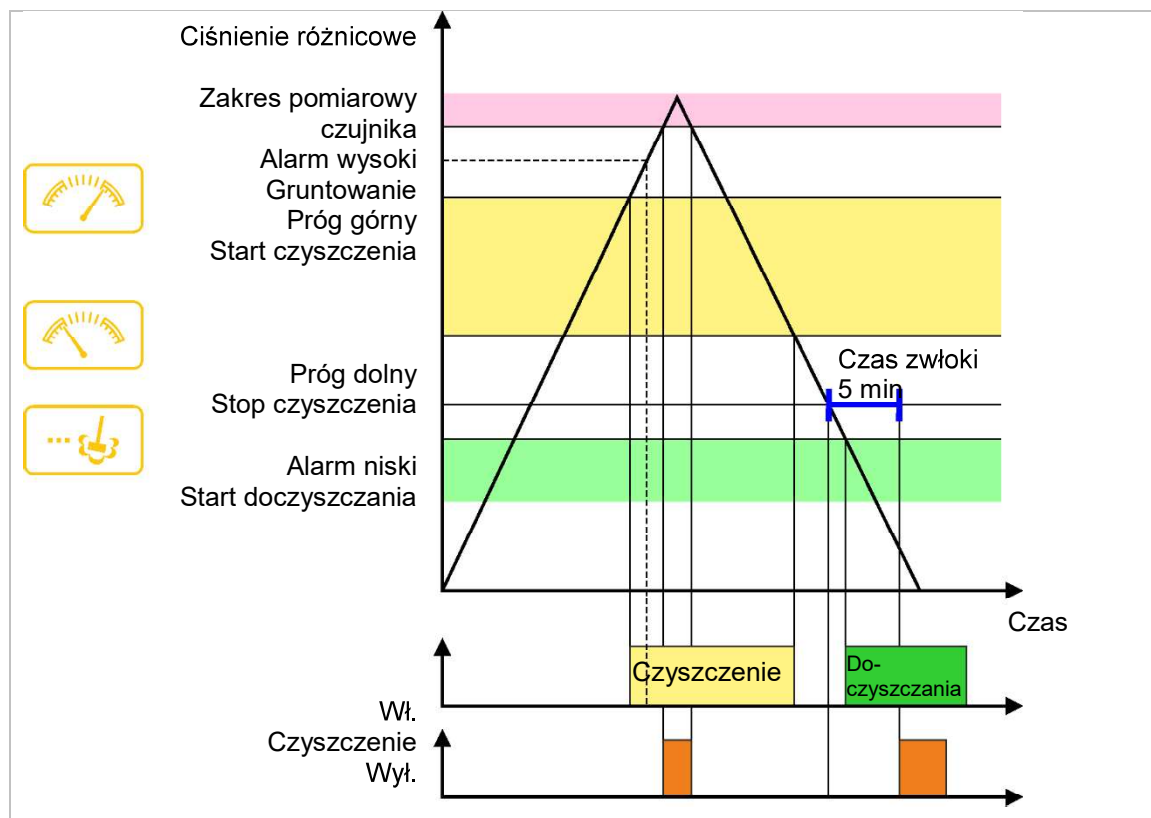 Ciśnienie różnicowe
Zakres pomiarowy
czujnika
Alarm wysoki
Gruntowanie
Próg górny
Start czyszczenia
Próg dolny
Stop czyszczenia
Czas zwłoki
5 min
Alarm niski
Start doczyszczania
Czas
Czyszczenie
Do-
czyszczania
Wł.
Czyszczenie
Wył.